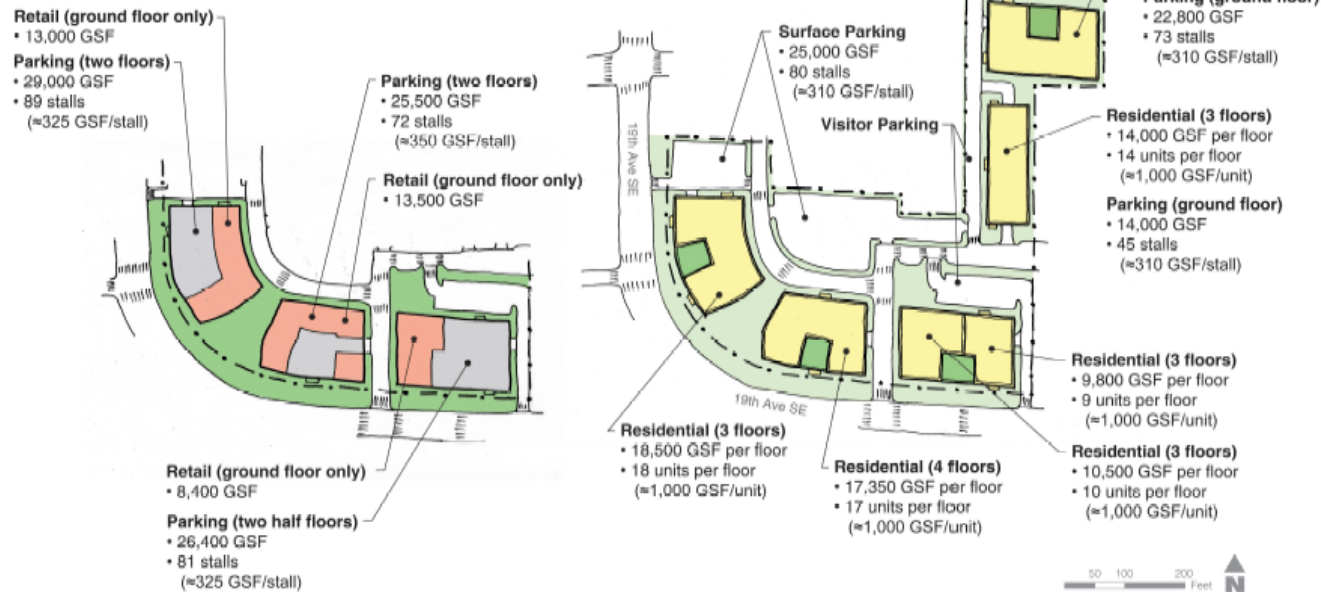 Retail (ground floor only)
• 13,000 GSF
Parking (two floors)
• 29,000 GSF
• 89 stalls
(≈325 GSF/stall)
Parking (two floors)
• 25,500 GSF
• 72 stalls
(≈350 GSF/stall)
Retail (ground floor only)
• 13,500 GSF
Retail (ground floor only)
• 8,400 GSF
Parking (two half floors)
• 26,400 GSF
• 81 stalls
(≈325 GSF/stall)
Surface Parking
• 25,000 GSF
• 80 stalls
(≈310 GSF/stall)
Visitor Parking
19th Ave SE
Parking (ground floor)
• 22,800 GSF
• 73 stalls
(≈310 GSF/stall)
Residential (3 floors)
• 14,000 GSF per floor
• 14 units per floor
(≈1,000 GSF/unit)
Parking (ground floor)
• 14,000 GSF
• 45 stalls
(≈310 GSF/stall)
19th Ave SE
Residential (3 floors)
• 18,500 GSF per floor
• 18 units per floor
(≈1,000 GSF/unit)
Residential (4 floors)
• 17,350 GSF per floor
• 17 units per floor
(≈1,000 GSF/unit)
Residential (3 floors)
• 9,800 GSF per floor
• 9 units per floor
(≈1,000 GSF/unit)
Residential (3 floors)
• 10,500 GSF per floor
• 10 units per floor
(≈1,000 GSF/unit)
50 100 200 Feet
N